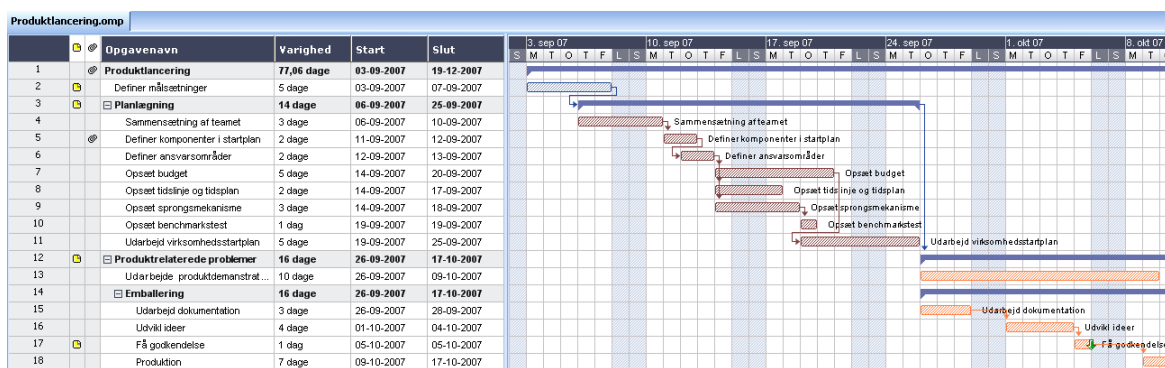 Produktlancering.omp
Opgavenavn Varighed Start Slut
3. sep 07 10. sep 07 17. sep 07 24. sep 07 1. okt 07 8. okt 07
S M T O T F L S M T O T F L S M T O T F L S M T O T F L S M T O T F L S M T
1 Produktlancering 77,06 dage 03-09-2007 19-12-2007
2 Definer målsætninger 5 dage 03-09-2007 07-09-2007
3 Planlægning 14 dage 06-09-2007 25-09-2007
4 Sammensætning af teamet 3 dage 06-09-2007 10-09-2007 Sammensætning af teamet
5 Definer komponenter i startplan 2 dage 11-09-2007 12-09-2007 Definer komponenter i startplan
6 Definer ansvarsområder 2 dage 12-09-2007 13-09-2007 Definer ansvarsområder
7 Opsæt budget 5 dage 14-09-2007 20-09-2007 Opsæt budget
8 Opsæt tidslinje og tidsplan 2 dage 14-09-2007 17-09-2007 Opsæt tidslinje og tidsplan
9 Opsæt sprongsmekanisme 3 dage 14-09-2007 18-09-2007 Opsæt sprongsmekanisme
10 Opsæt benchmarkstest 1 dag 19-09-2007 19-09-2007 Opsæt benchmarkstest
11 Udarbejd virksomhedsstartplan 5 dage 19-09-2007 25-09-2007 Udarbejd virksomhedsstartplan
12 Produktrelaterede problemer 16 dage 26-09-2007 17-10-2007
13 Udarbejde produktdemanstrat... 10 dage 26-09-2007 09-10-2007
14 Emballering 16 dage 26-09-2007 17-10-2007
15 Udarbejd dokumentation 3 dage 26-09-2007 28-09-2007 Udarbejd dokumentation
16 Udvikl ideer 4 dage 01-10-2007 04-10-2007 Udvikl ideer
17 Få godkendelse 1 dag 05-10-2007 05-10-2007 Få godkendelse
18 Produktion 7 dage 09-10-2007 17-10-2007